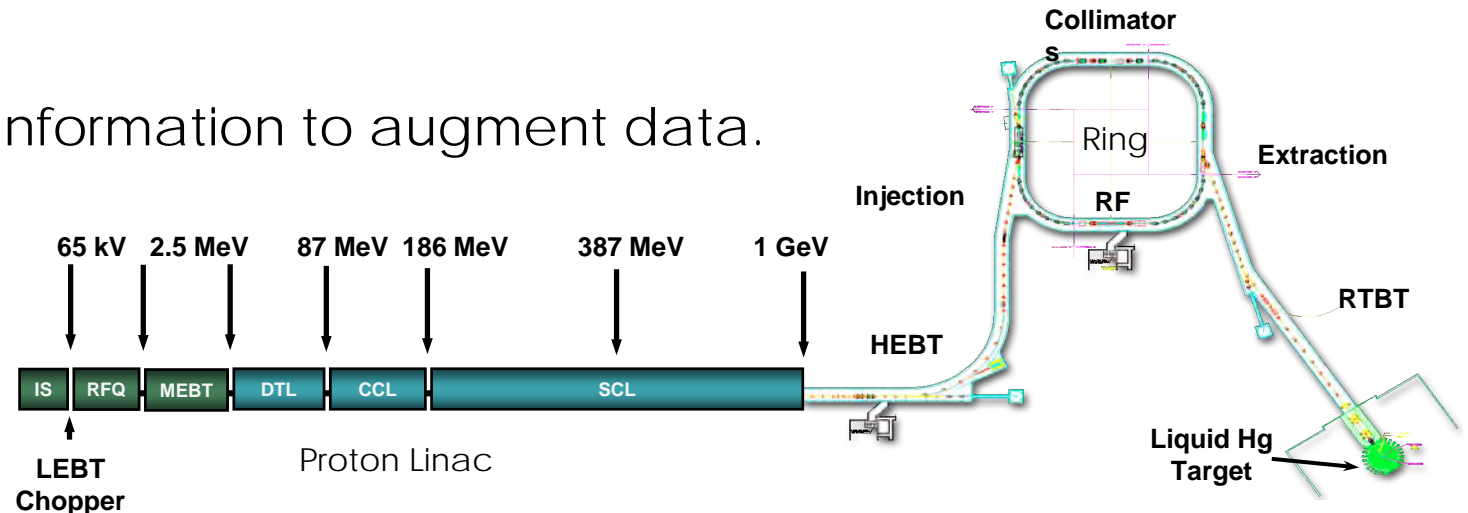 Collimator
s
nformation to augment data.
Ring
Extraction
Injection
RF
65 kV 2.5 MeV 87 MeV 186 MeV 387 MeV 1 GeV
RTBT
HEBT
IS RFQ MEBT DTL CCL SCL
Proton Linac
LEBT
Chopper
Liquid Hg
Target